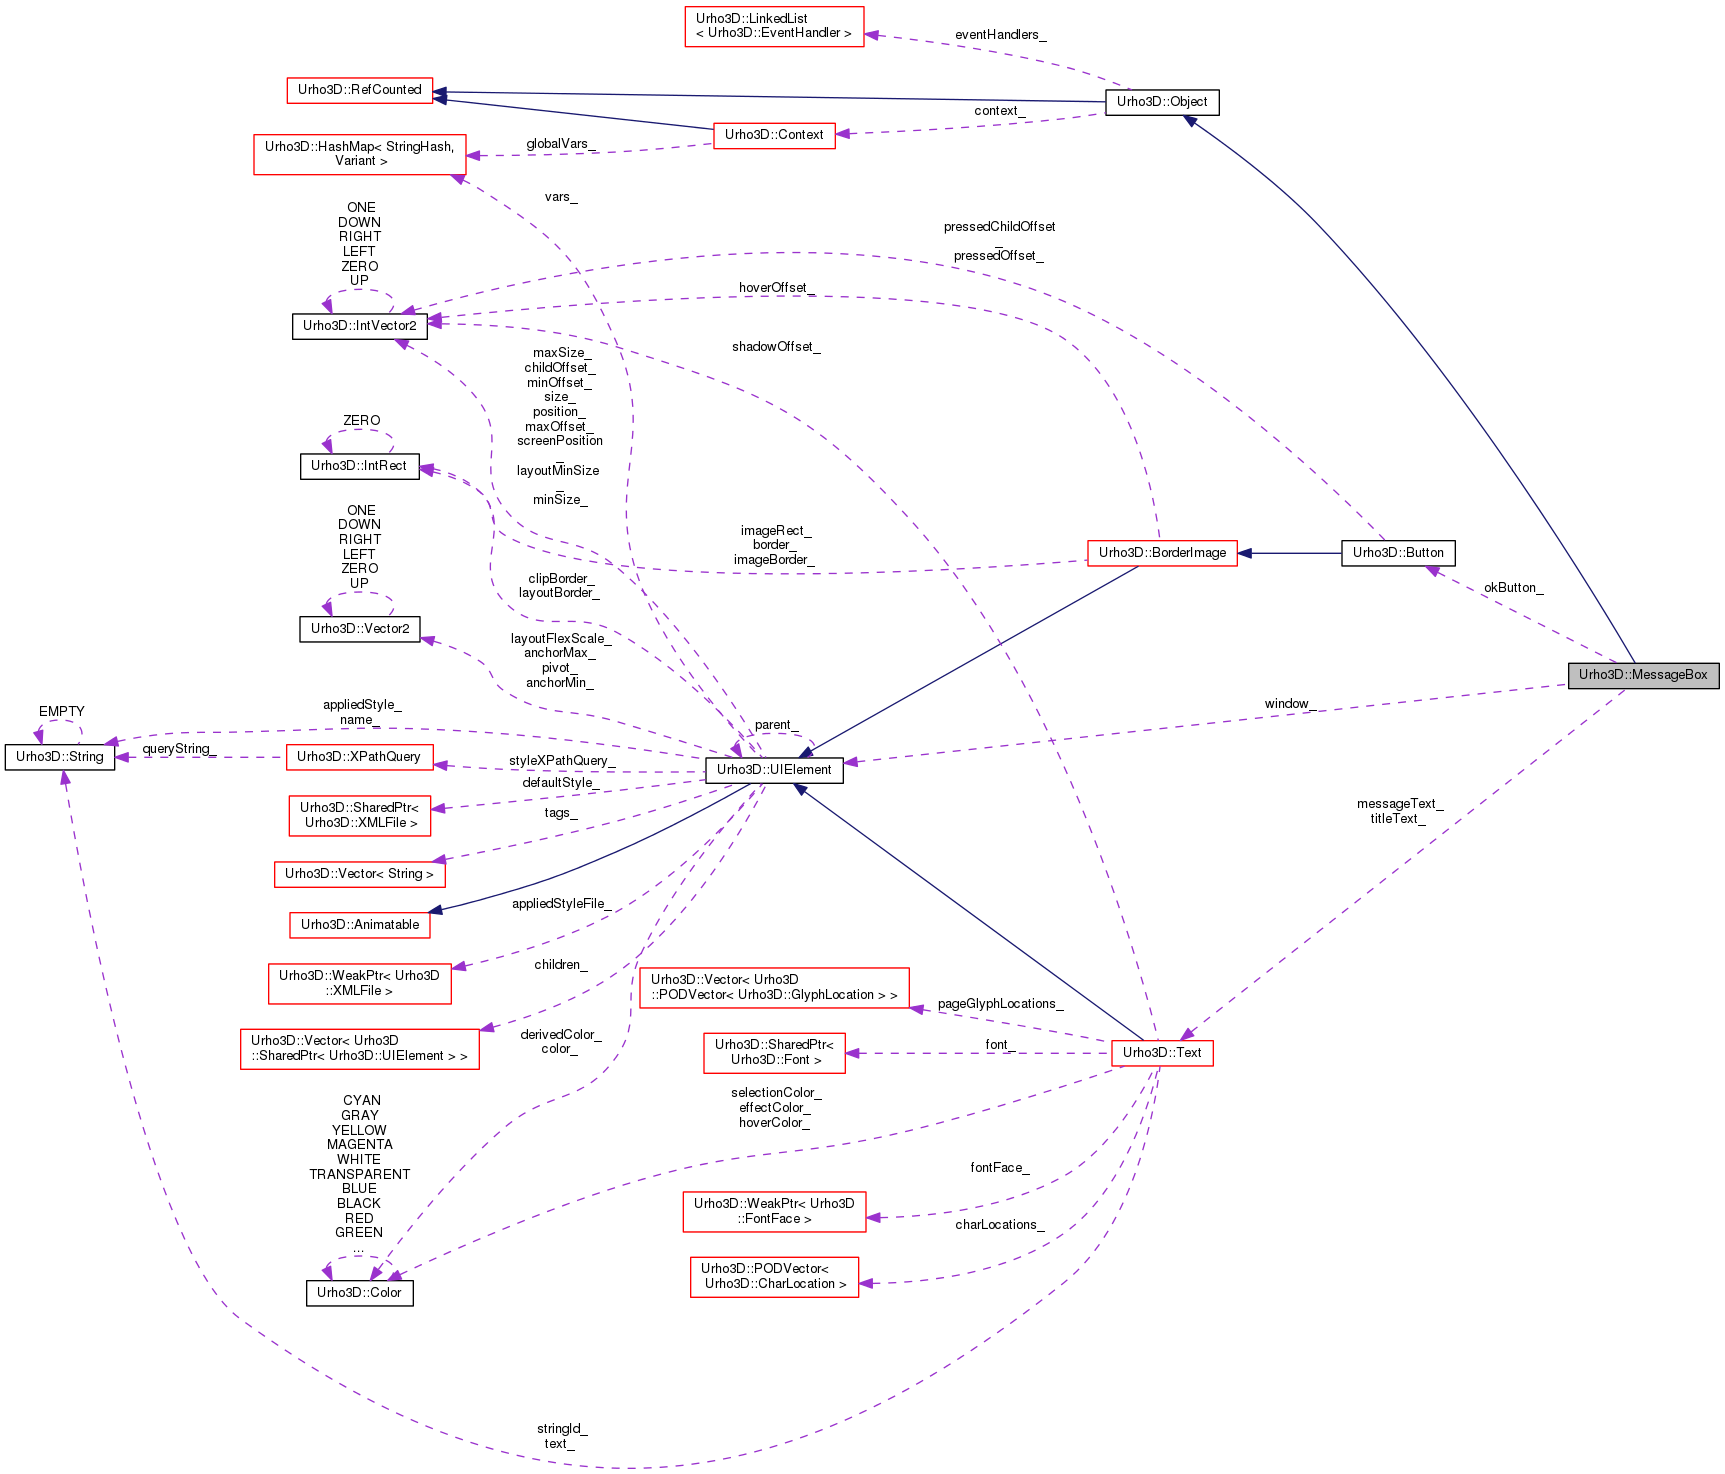 Urho3D::LinkedList
< Urho3D::EventHandler >
eventHandlers_
Urho3D::RefCounted
Urho3D::Object
context_
Urho3D::Context
globalVars_
Urho3D::HashMap< StringHash,
Variant >
vars_
ONE
DOWN
RIGHT
LEFT
ZERO
UP
pressedChildOffset
_
pressedOffset_
hoverOffset_
Urho3D::IntVector2
shadowOffset_
maxSize_
childOffset_
minOffset_
size_
position_
maxOffset_
screenPosition
_
layoutMinSize
_
minSize_
ZERO
Urho3D::IntRect
ONE
DOWN
RIGHT
LEFT
ZERO
UP
imageRect_
border_
imageBorder_
Urho3D::BorderImage
Urho3D::Button
clipBorder_
layoutBorder_
okButton_
Urho3D::Vector2
layoutFlexScale_
anchorMax_
pivot_
anchorMin_
Urho3D::MessageBox
window_
EMPTY
appliedStyle_
name_
parent_
Urho3D::String
queryString_
Urho3D::XPathQuery
styleXPathQuery_
Urho3D::UIElement
defaultStyle_
Urho3D::SharedPtr<
Urho3D::XMLFile >
tags_
messageText_
titleText_
Urho3D::Vector< String >
appliedStyleFile_
Urho3D::Animatable
Urho3D::WeakPtr< Urho3D
::XMLFile >
children_
Urho3D::Vector< Urho3D
::PODVector< Urho3D::GlyphLocation > >
pageGlyphLocations_
Urho3D::Vector< Urho3D
::SharedPtr< Urho3D::UIElement > >
derivedColor_
color_
Urho3D::SharedPtr<
Urho3D::Font >
font_
Urho3D::Text
selectionColor_
effectColor_
hoverColor_
CYAN
GRAY
YELLOW
MAGENTA
WHITE
TRANSPARENT
BLUE
BLACK
RED
GREEN
...
fontFace_
Urho3D::WeakPtr< Urho3D
::FontFace >
charLocations_
Urho3D::PODVector<
Urho3D::CharLocation >
Urho3D::Color
stringId_
text_